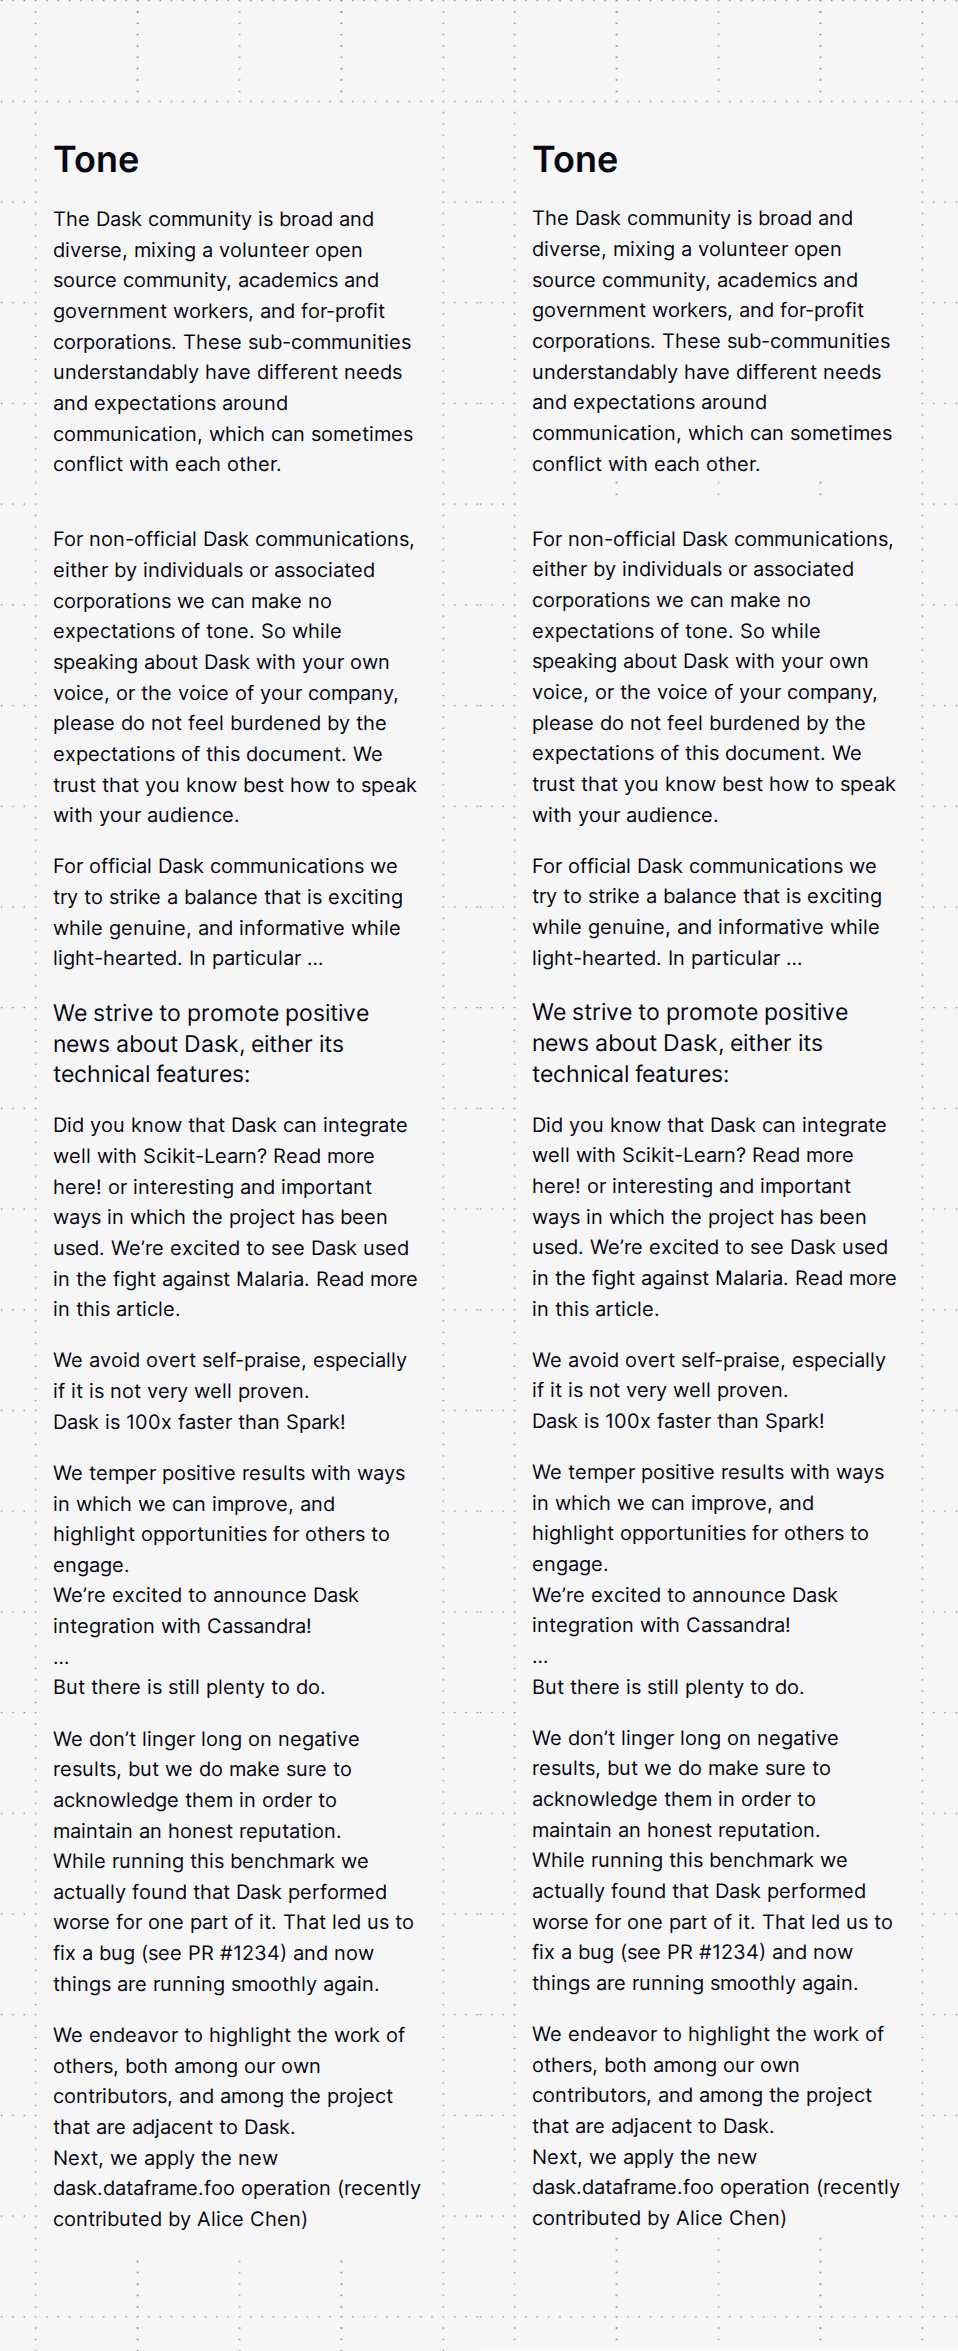 Tone
The Dask community is broad and
diverse, mixing a volunteer open
source community, academics and
government workers, and for-profit
corporations. These sub-communities
understandably have different needs
and expectations around
communication, which can sometimes
conflict with each other.
For non-official Dask communications,
either by individuals or associated
corporations we can make no
expectations of tone. So while
speaking about Dask with your own
voice, or the voice of your company,
please do not feel burdened by the
expectations of this document. We
trust that you know best how to speak
with your audience.
For official Dask communications we
try to strike a balance that is exciting
while genuine, and informative while
light-hearted. In particular ...
We strive to promote positive
news about Dask, either its
technical features:
Did you know that Dask can integrate
well with Scikit-Learn? Read more
here! or interesting and important
ways in which the project has been
used. We’re excited to see Dask used
in the fight against Malaria. Read more
in this article.
We avoid overt self-praise, especially
if it is not very well proven.
Dask is 100x faster than Spark!
We temper positive results with ways
in which we can improve, and
highlight opportunities for others to
engage.
We’re excited to announce Dask
integration with Cassandra!
...
But there is still plenty to do.
We don’t linger long on negative
results, but we do make sure to
acknowledge them in order to
maintain an honest reputation.
While running this benchmark we
actually found that Dask performed
worse for one part of it. That led us to
fix a bug (see PR #1234) and now
things are running smoothly again.
We endeavor to highlight the work of
others, both among our own
contributors, and among the project
that are adjacent to Dask.
Next, we apply the new
dask.dataframe.foo operation (recently
contributed by Alice Chen)
Tone
The Dask community is broad and
diverse, mixing a volunteer open
source community, academics and
government workers, and for-profit
corporations. These sub-communities
understandably have different needs
and expectations around
communication, which can sometimes
conflict with each other.
For non-official Dask communications,
either by individuals or associated
corporations we can make no
expectations of tone. So while
speaking about Dask with your own
voice, or the voice of your company,
please do not feel burdened by the
expectations of this document. We
trust that you know best how to speak
with your audience.
For official Dask communications we
try to strike a balance that is exciting
while genuine, and informative while
light-hearted. In particular ...
We strive to promote positive
news about Dask, either its
technical features:
Did you know that Dask can integrate
well with Scikit-Learn? Read more
here! or interesting and important
ways in which the project has been
used. We’re excited to see Dask used
in the fight against Malaria. Read more
in this article.
We avoid overt self-praise, especially
if it is not very well proven.
Dask is 100x faster than Spark!
We temper positive results with ways
in which we can improve, and
highlight opportunities for others to
engage.
We’re excited to announce Dask
integration with Cassandra!
...
But there is still plenty to do.
We don’t linger long on negative
results, but we do make sure to
acknowledge them in order to
maintain an honest reputation.
While running this benchmark we
actually found that Dask performed
worse for one part of it. That led us to
fix a bug (see PR #1234) and now
things are running smoothly again.
We endeavor to highlight the work of
others, both among our own
contributors, and among the project
that are adjacent to Dask.
Next, we apply the new
dask.dataframe.foo operation (recently
contributed by Alice Chen)